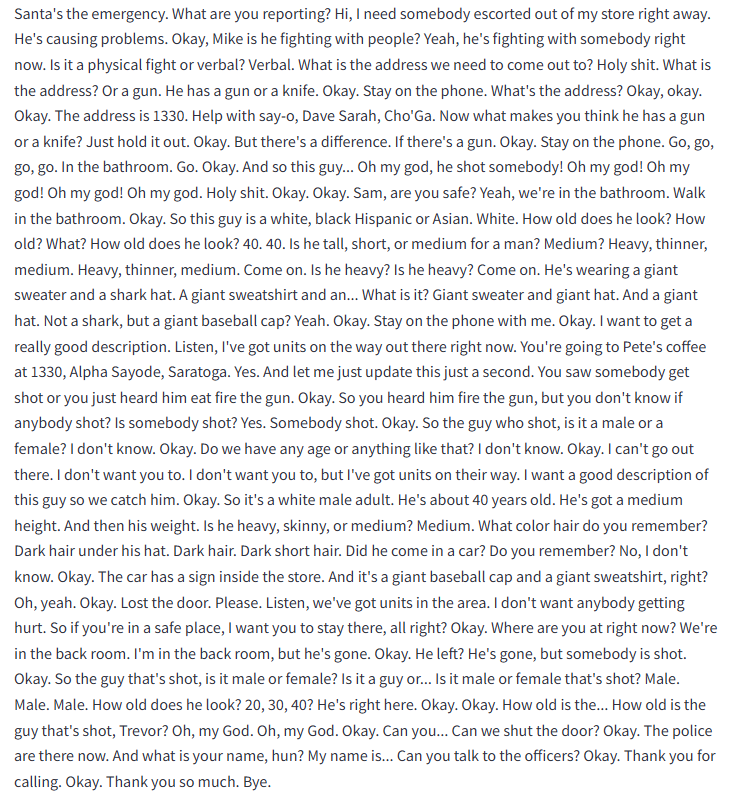 Santa's the emergency. What are you reporting? Hi, I need somebody escorted out of my store right away.
He's causing problems. Okay, Mike is he fighting with people? Yeah, he's fighting with somebody right
now. Is it a physical fight or verbal? Verbal. What is the address we need to come out to? Holy shit. What is
the address? Or a gun. He has a gun or a knife. Okay. Stay on the phone. What's the address? Okay, okay.
Okay. The address is 1330. Help with say-o, Dave Sarah, Cho'Ga. Now what makes you think he has a gun
or a knife? Just hold it out. Okay. But there's a difference. If there's a gun. Okay. Stay on the phone. Go, go,
go, go. In the bathroom. Go. Okay. And so this guy... Oh my god, he shot somebody! Oh my god! Oh my
god! Oh my god! Oh my god. Holy shit. Okay. Okay. Sam, are you safe? Yeah, we're in the bathroom. Walk
in the bathroom. Okay. So this guy is a white, black Hispanic or Asian. White. How old does he look? How
old? What? How old does he look? 40. 40. Is he tall, short, or medium for a man? Medium? Heavy, thinner,
medium. Heavy, thinner, medium. Come on. Is he heavy? Is he heavy? Come on. He's wearing a giant
sweater and a shark hat. A giant sweatshirt and an... What is it? Giant sweater and giant hat. And a giant
hat. Not a shark, but a giant baseball cap? Yeah. Okay. Stay on the phone with me. Okay. I want to get a
really good description. Listen, I've got units on the way out there right now. You're going to Pete's coffee
at 1330, Alpha Sayode, Saratoga. Yes. And let me just update this just a second. You saw somebody get
shot or you just heard him eat fire the gun. Okay. So you heard him fire the gun, but you don't know if
anybody shot? Is somebody shot? Yes. Somebody shot. Okay. So the guy who shot, is it a male or a
female? I don't know. Okay. Do we have any age or anything like that? I don't know. Okay. I can't go out
there. I don't want you to. I don't want you to, but I've got units on their way. I want a good description of
this guy so we catch him. Okay. So it's a white male adult. He's about 40 years old. He's got a medium
height. And then his weight. Is he heavy, skinny, or medium? Medium. What color hair do you remember?
Dark hair under his hat. Dark hair. Dark short hair. Did he come in a car? Do you remember? No, I don't
know. Okay. The car has a sign inside the store. And it's a giant baseball cap and a giant sweatshirt, right?
Oh, yeah. Okay. Lost the door. Please. Listen, we've got units in the area. I don't want anybody getting
hurt. So if you're in a safe place, I want you to stay there, all right? Okay. Where are you at right now? We're
in the back room. I'm in the back room, but he's gone. Okay. He left? He's gone, but somebody is shot.
Okay. So the guy that's shot, is it male or female? Is it a guy or... Is it male or female that's shot? Male.
Male. Male. How old does he look? 20, 30, 40? He's right here. Okay. Okay. How old is the... How old is the
guy that's shot, Trevor? Oh, my God. Oh, my God. Okay. Can you... Can we shut the door? Okay. The police
are there now. And what is your name, hun? My name is... Can you talk to the officers? Okay. Thank you for
calling. Okay. Thank you so much. Bye.